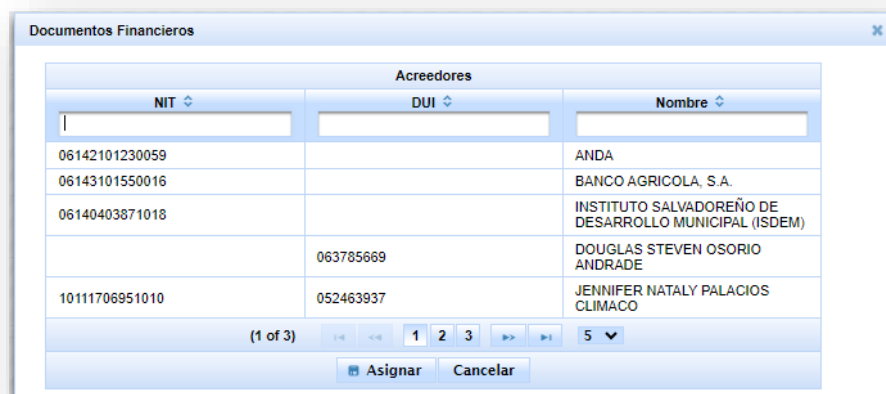 Documentos Financieros
Acreedores
NIT DUI Nombre
06142101230059 ANDA
06143101550016 BANCO AGRICOLA, S.A.
06140403871018 INSTITUTO SALVADOREÑO DE
DESARROLLO MUNICIPAL (ISDEM)
063785669 DOUGLAS STEVEN OSORIO
ANDRADE
10111706951010 052463937 JENNIFER NATALY PALACIOS
CLIMACO
(1 of 3) 1 2 3 5
Asignar Cancelar